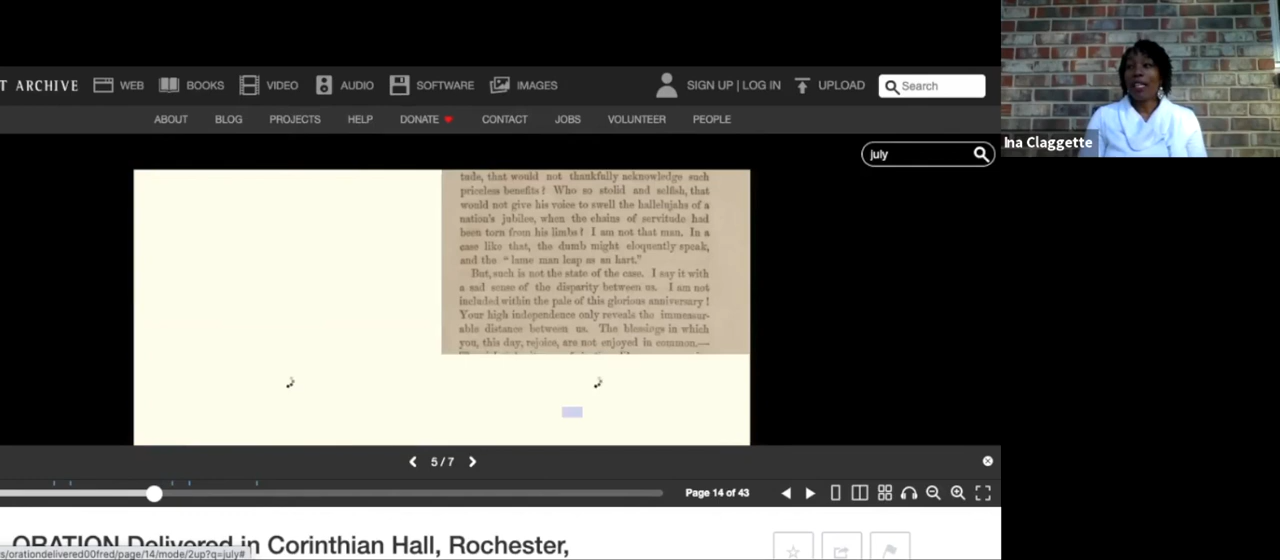 T ARCHIVE WEB BOOKS VIDEO AUDIO SOFTWARE IMAGES SIGN UP | LOG IN UPLOAD Search
ABOUT BLOG PROJECTS HELP DONATE CONTACT JOBS VOLUNTEER PEOPLE
Ina Claggette
july
tude, that would not thankfully acknowledge such
priceless benefits? Who so stolid and selfish, that
would not give his voice to swell the hallelujahs of a
nation's jubilee, when the chains of servitude had
been torn from his limbs? I am not that man. In a
case like that, the dumb might eloquently speak,
and the "lame man leap as an hart."
But, such is not the state of the case. I say it with
a sad sense of the disparity between us. I am not
included within the pale of this glorious anniversary!
Your high independence only reveals the immeasur-
able distance between us. The blessings in which
you, this day, rejoice, are not enjoyed in common.—
5 / 7
Page 14 of 43
ORATION Delivered in Corinthian Hall, Rochester,
s/orationdelivered00fred/page/14/mode/2up?q=july#